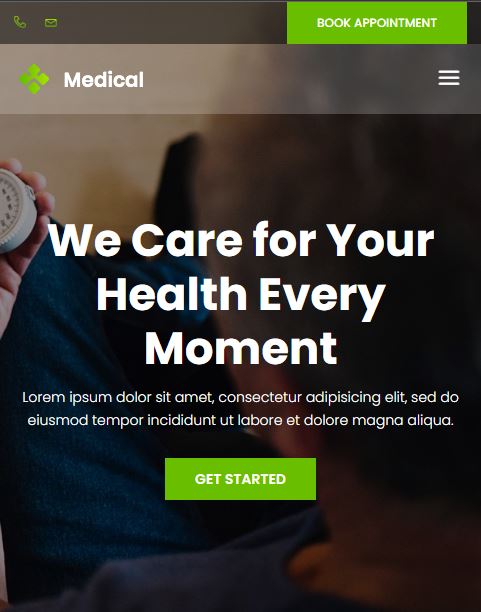 BOOK APPOINTMENT
Medical
We Care for Your
Health Every
Moment
Lorem ipsum dolor sit amet, consectetur adipisicing elit, sed do
eiusmod tempor incididunt ut labore et dolore magna aliqua.
GET STARTED